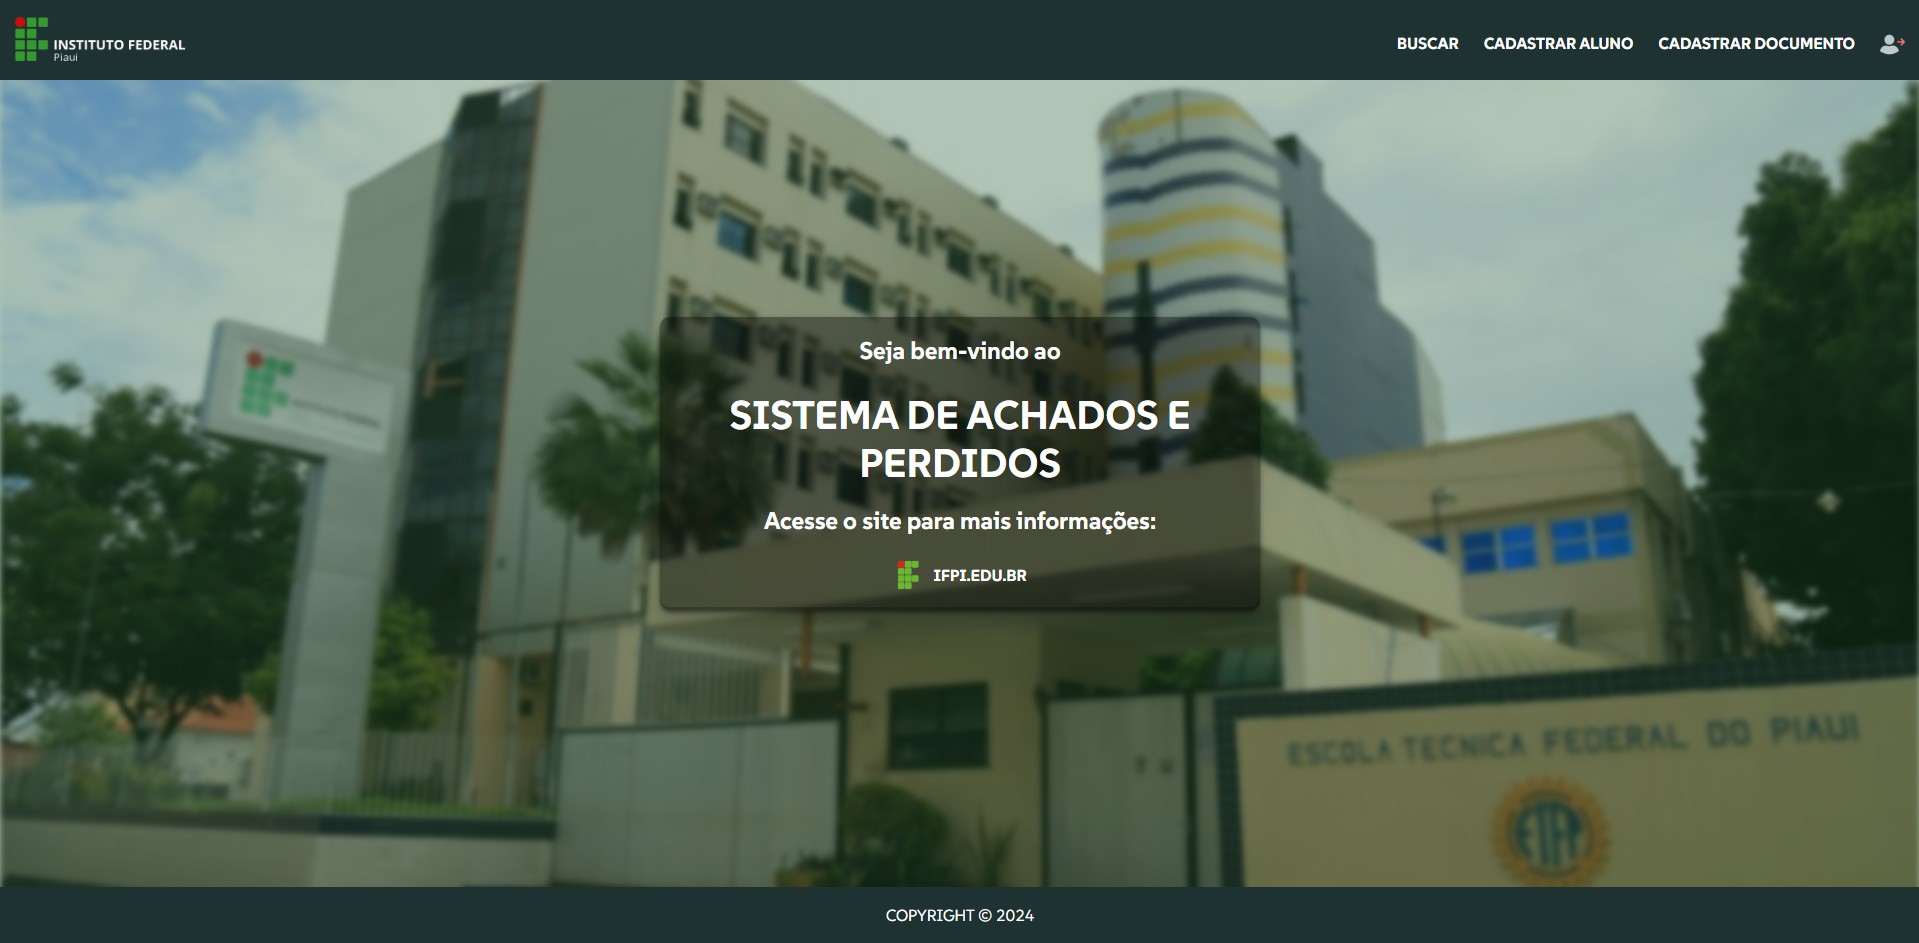 INSTITUTO FEDERAL
Piauí
BUSCAR CADASTRAR ALUNO CADASTRAR DOCUMENTO
Seja bem-vindo ao
SISTEMA DE ACHADOS E
PERDIDOS
Acesse o site para mais informações:
IFPI.EDU.BR
ESCOLA TECNICA FEDERAL DO PIAUI
COPYRIGHT © 2024